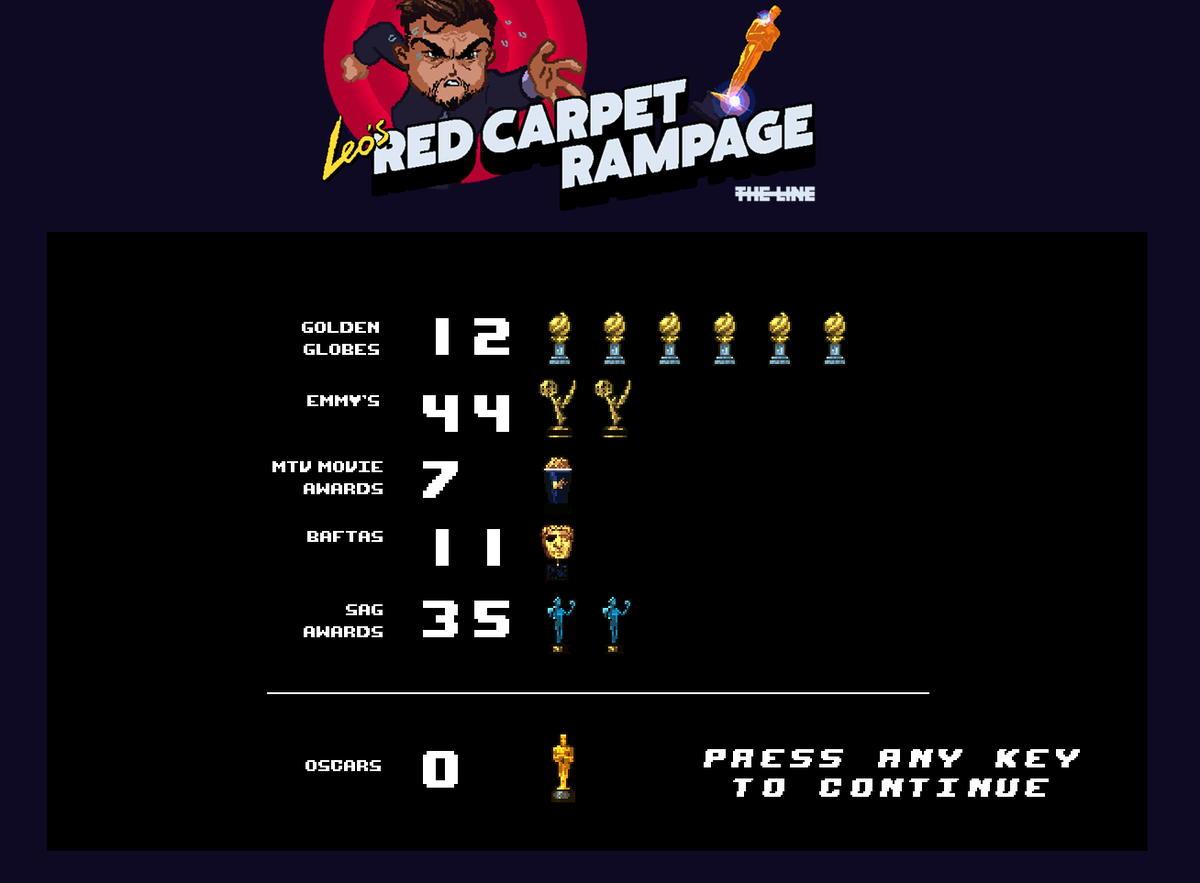 Leo's
RED CARPET
RAMPAGE
THE LINE
GOLDEN
GLOBES
12
EMMY'S
44
MTV MOVIE
AWARDS
7
BAFTAS
11
SAG
AWARDS
35
OSCARS
0
PRESS ANY KEY
TO CONTINUE